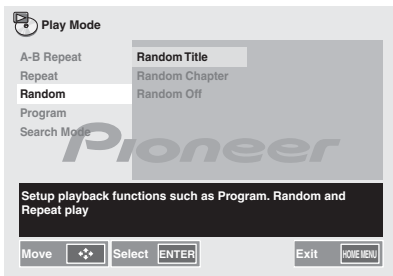 Play Mode
A-B Repeat
Repeat
Random
Program
Search Mode
Random Title
Random Chapter
Random Off
Pioneer
Setup playback functions such as Program. Random and
Repeat play
Move Select ENTER Exit HOME MENU